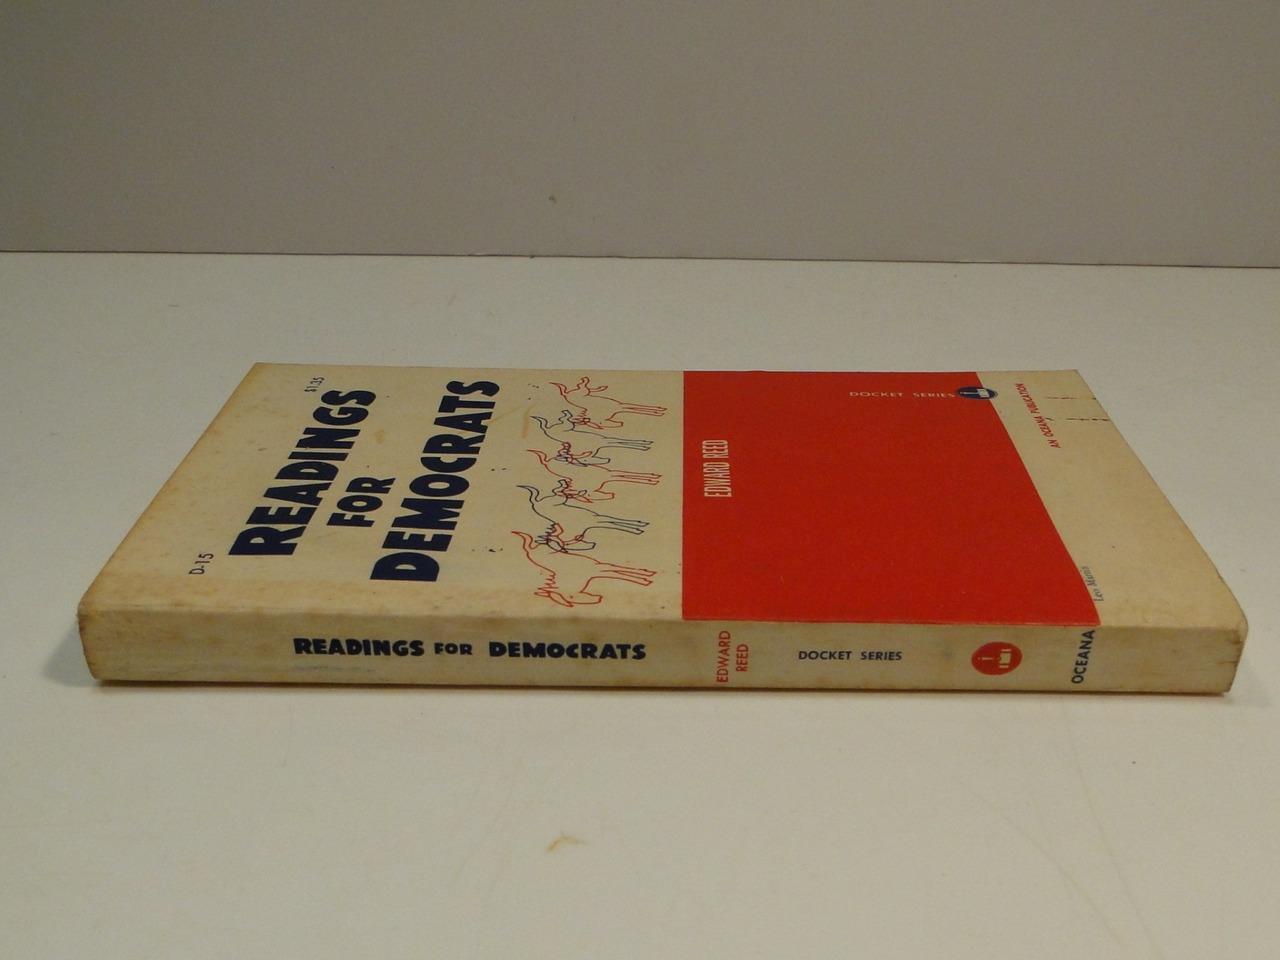 D-15
$1.35
READINGS
FOR
DEMOCRATS
EDWARD REED
DOCKET SERIES
AN OCEANA PUBLICATION
Leo Manso
READINGS FOR DEMOCRATS
EDWARD
REED
DOCKET SERIES
OCEANA